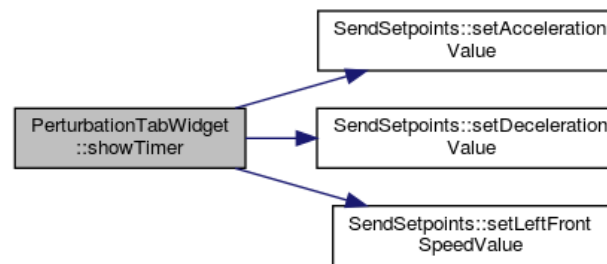 PerturbationTabWidget
::showTimer
SendSetpoints::setAcceleration
Value
SendSetpoints::setDeceleration
Value
SendSetpoints::setLeftFront
SpeedValue